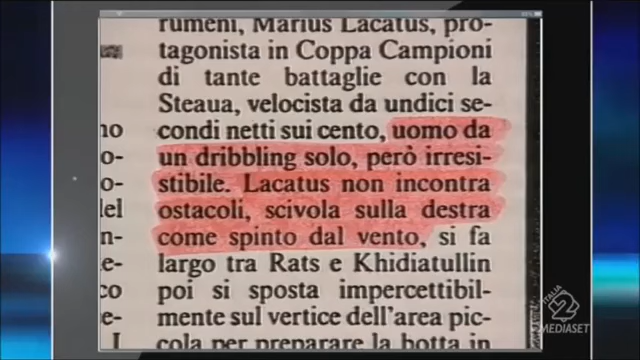 rumeni, Marius Lacatus, pro-
tagonista in Coppa Campioni
di tante battaglie con la
Steaua, velocista da undici se-
condi netti sui cento, uomo da
un dribbling solo, però irresi-
stibile. Lacatus non incontra
ostacoli, scivola sulla destra
come spinto dal vento, si fa
largo tra Rats e Khidiatullin
poi si sposta impercettibil-
mente sul vertice dell'area pic-
cola per preparare la botta in
no
o-
o-
del
n-
e-
co
e-
I
ITALIA
2
MEDIASET